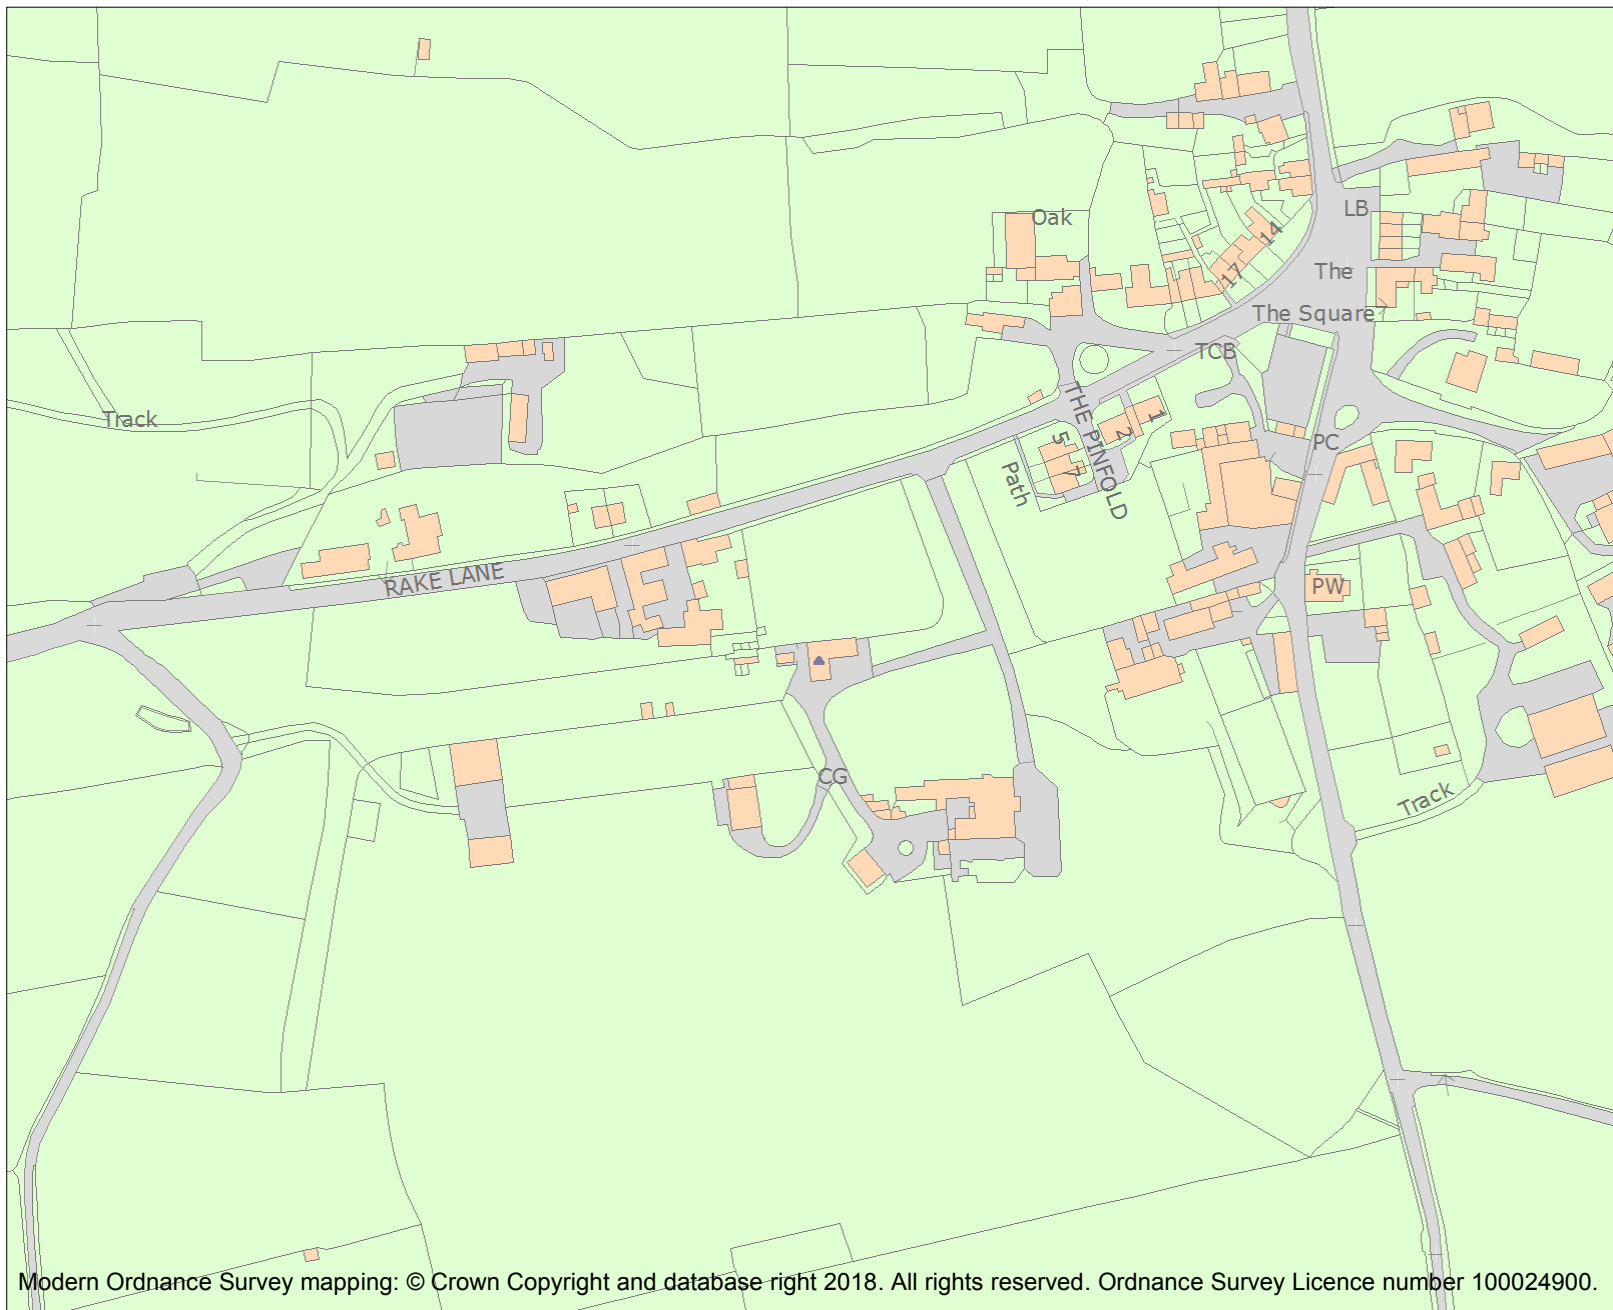 Oak
LB
14
17
The
The Square
TCB
Track
THE PINFOLD
1
2
5
7
Path
PC
RAKE LANE
PW
CG
Track
Modern Ordnance Survey mapping: © Crown Copyright and database right 2018. All rights reserved. Ordnance Survey Licence number 100024900.